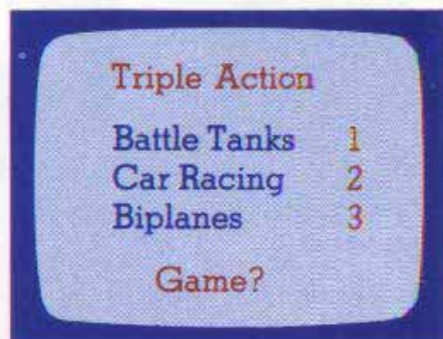 Triple Action
Battle Tanks 1
Car Racing 2
Biplanes 3
Game?